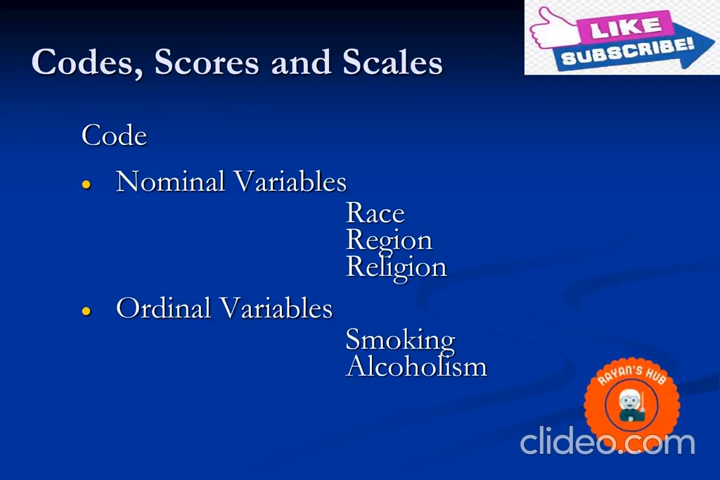 LIKE
SUBSCRIBE!
Codes, Scores and Scales
Code
• Nominal Variables
Race
Region
Religion
• Ordinal Variables
Smoking
Alcoholism
RAYAN'S HUB
clideo.com